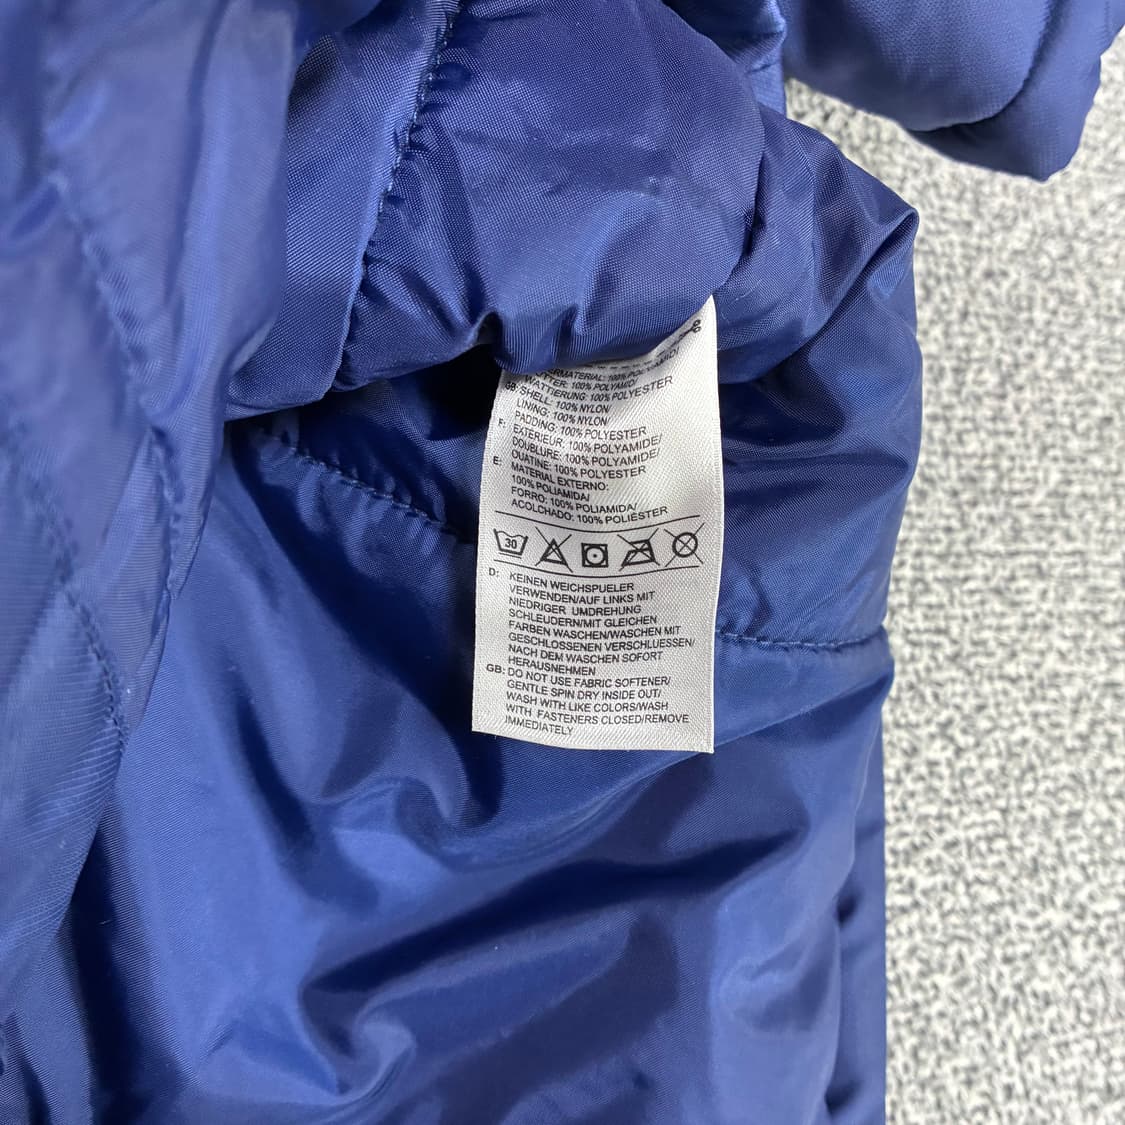 100% POLYAMID/
WATTIERUNG: 100% POLYESTER
GB: SHELL: 100% NYLON/
LINING: 100% NYLON/
PADDING: 100% POLYESTER
F: EXTERIEUR: 100% POLYAMIDE/
DOUBLURE: 100% POLYAMIDE/
OUATINE: 100% POLYESTER
E: MATERIAL EXTERNO:
100% POLIAMIDA/
FORRO: 100% POLIAMIDA/
ACOLCHADO: 100% POLIÉSTER
30
D: KEINEN WEICHSPUELER
VERWENDEN/AUF LINKS MIT
NIEDRIGER UMDREHUNG
SCHLEUDERN/MIT GLEICHEN
FARBEN WASCHEN/WASCHEN MIT
GESCHLOSSENEN VERSCHLUESSEN/
NACH DEM WASCHEN SOFORT
HERAUSNEHMEN
GB: DO NOT USE FABRIC SOFTENER/
GENTLE SPIN DRY INSIDE OUT/
WASH WITH LIKE COLORS/WASH
WITH FASTENERS CLOSED/REMOVE
IMMEDIATELY